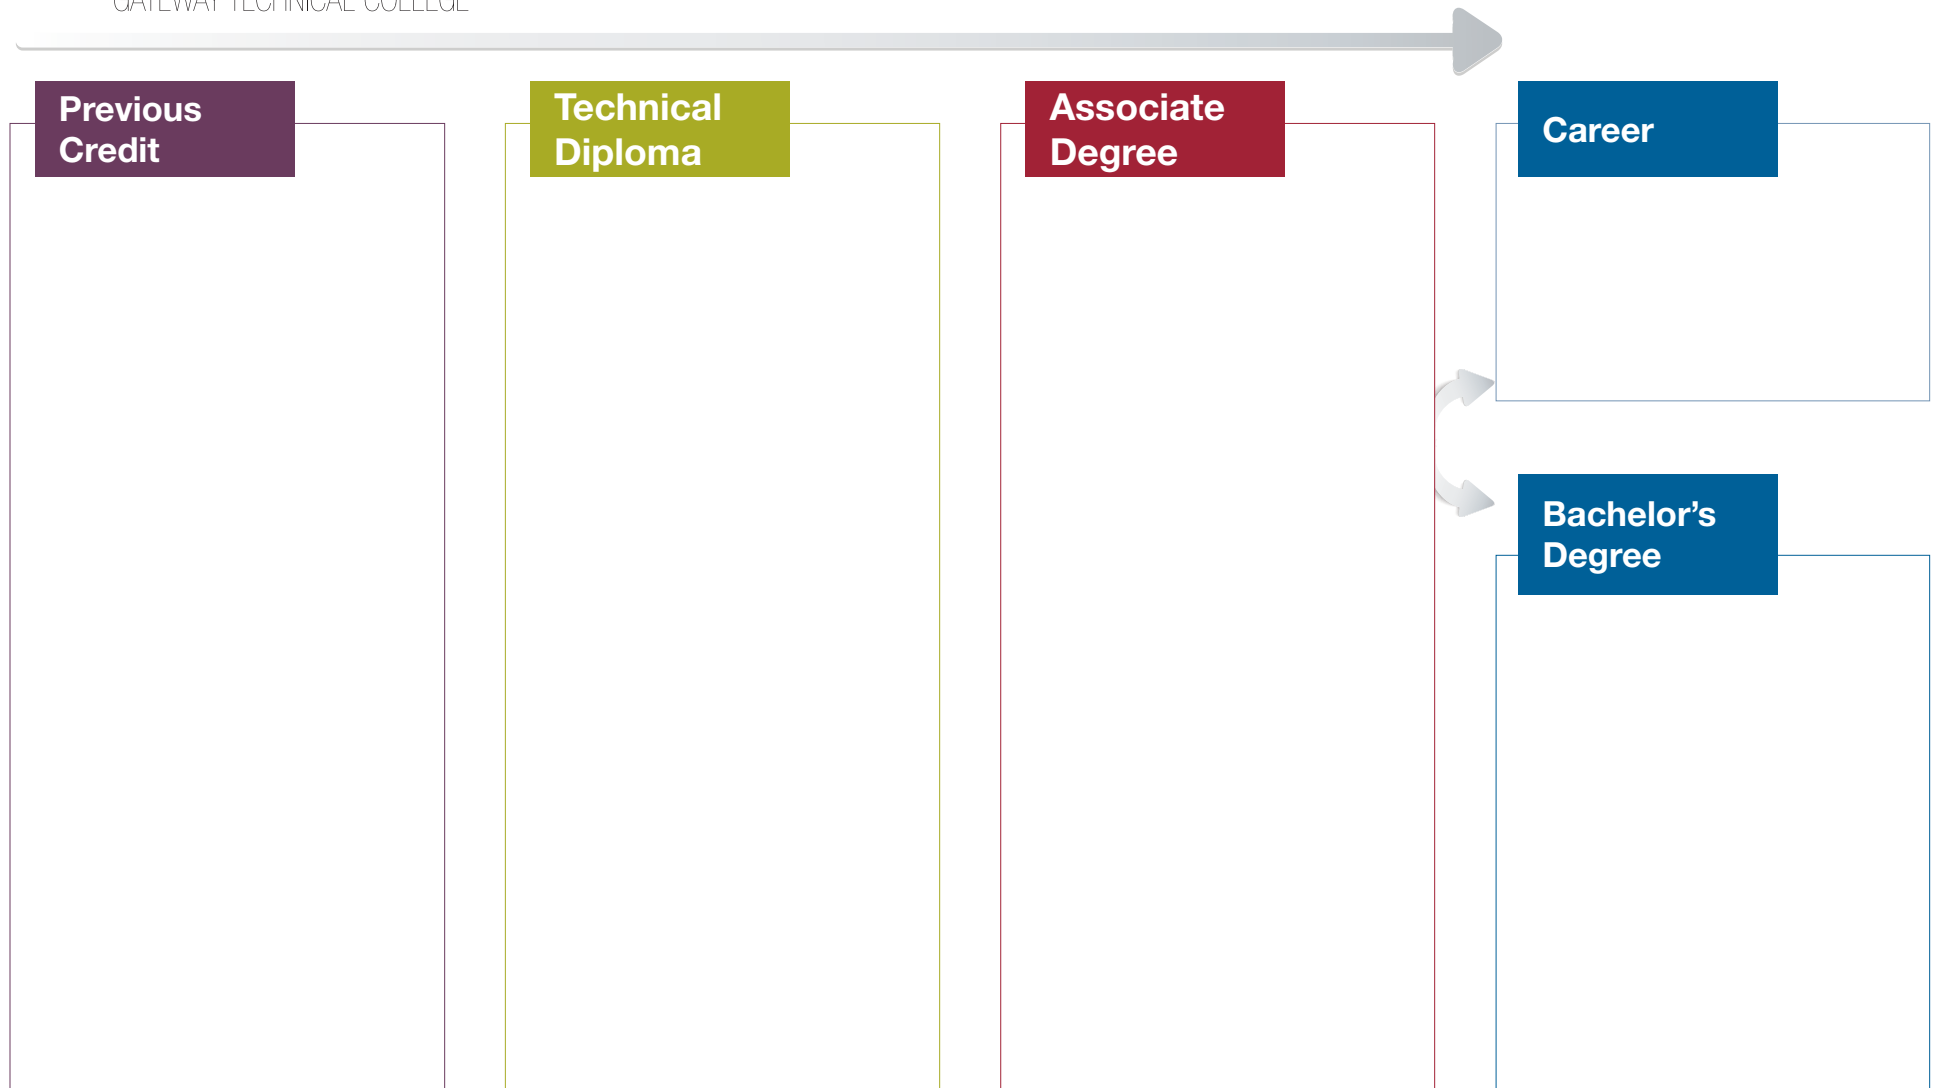 GATEWAY TECHNICAL COLLEGE
Previous
Credit
Technical
Diploma
Associate
Degree
Career
Bachelor’s
Degree